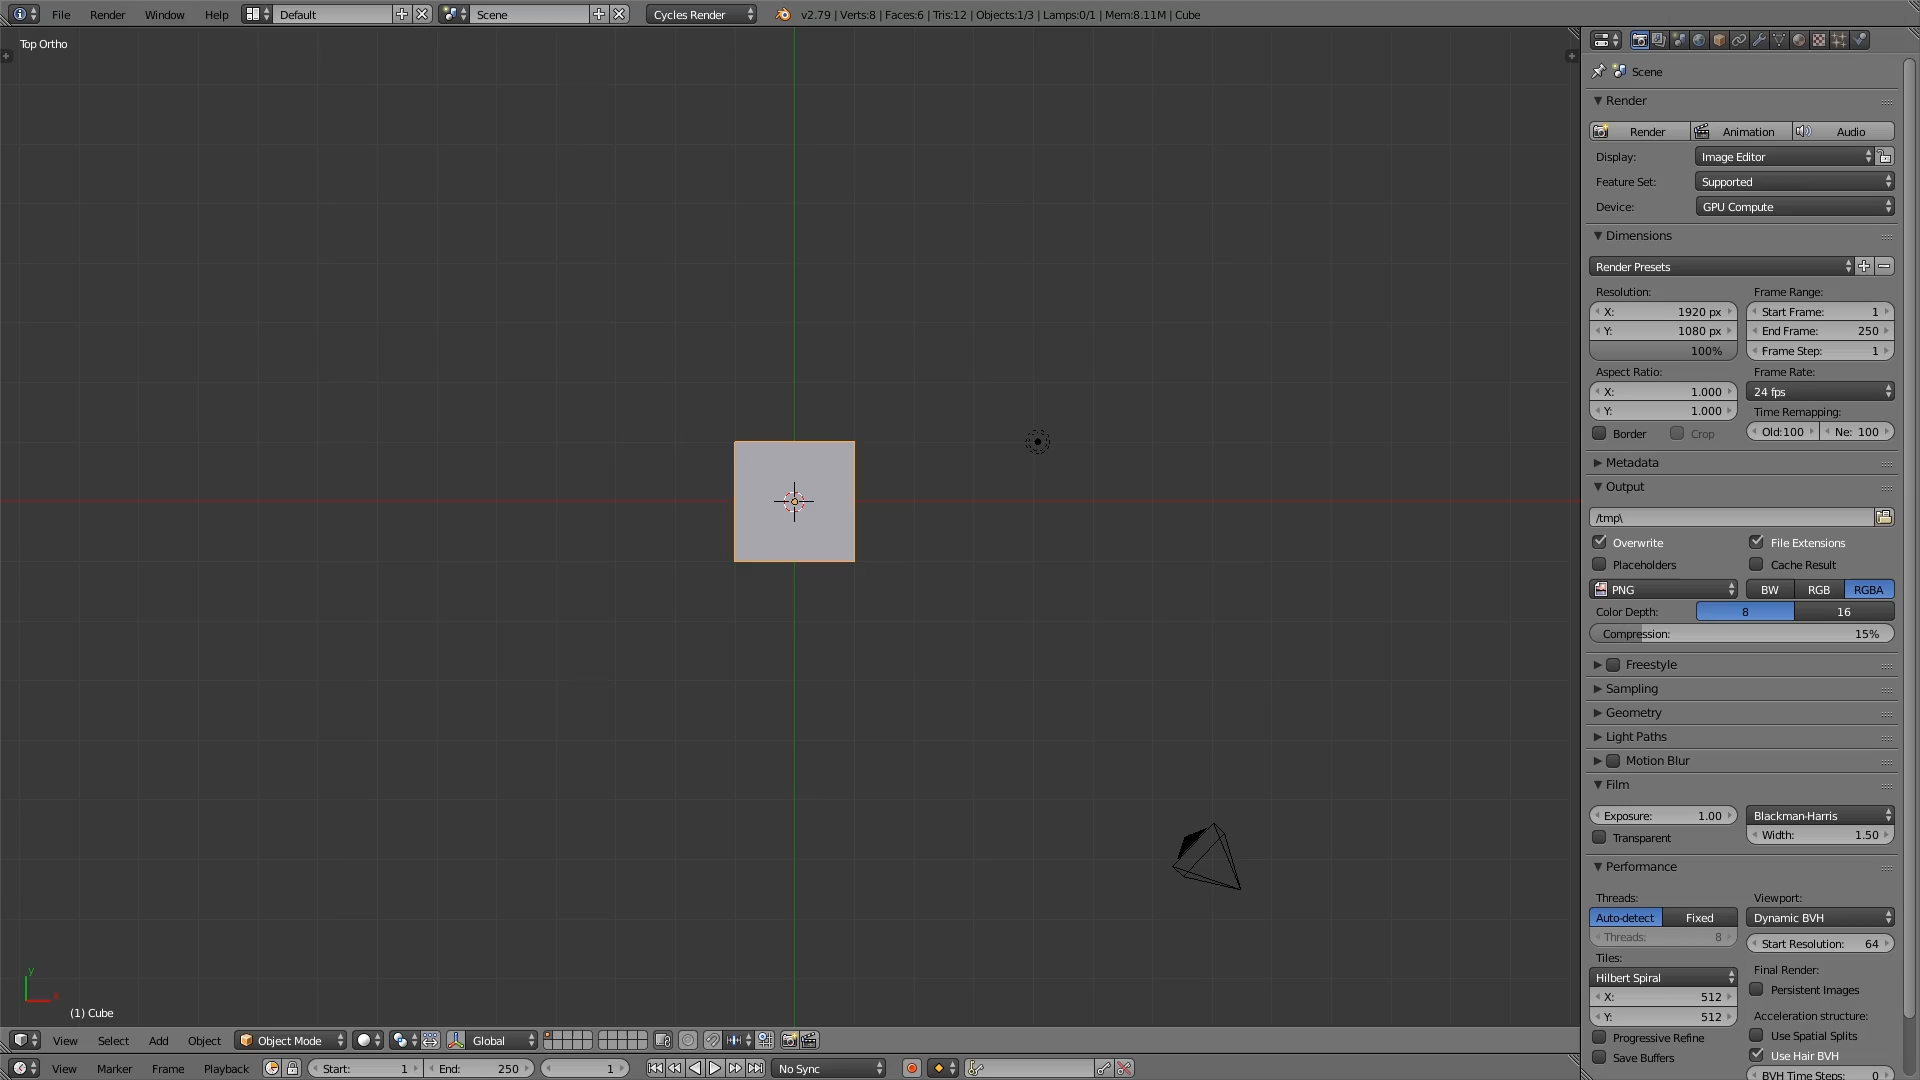 File Render Window Help Default Scene Cycles Render v2.79 | Verts:8 | Faces:6 | Tris:12 | Objects:1/3 | Lamps:0/1 | Mem:8.11M | Cube
Top Ortho
Scene
Render
Render Animation Audio
Display: Image Editor
Feature Set: Supported
Device: GPU Compute
Dimensions
Render Presets
Resolution: Frame Range:
X: 1920 px Start Frame: 1
Y: 1080 px End Frame: 250
100% Frame Step: 1
Aspect Ratio: Frame Rate:
X: 1.000 24 fps
Y: 1.000 Time Remapping:
Border Crop Old:100 Ne: 100
Metadata
Output
/tmp\
Overwrite File Extensions
Placeholders Cache Result
PNG BW RGB RGBA
Color Depth: 8 16
Compression: 15%
Freestyle
Sampling
Geometry
Light Paths
Motion Blur
Film
Exposure: 1.00 Blackman-Harris
Transparent Width: 1.50
Performance
Threads: Viewport:
Auto-detect Fixed Dynamic BVH
Threads: 8 Start Resolution: 64
Tiles: Final Render:
Hilbert Spiral Persistent Images
X: 512
Y: 512 Acceleration structure:
Progressive Refine Use Spatial Splits
Save Buffers Use Hair BVH
BVH Time Steps: 0
y
x
(1) Cube
View Select Add Object Object Mode Global
View Marker Frame Playback Start: 1 End: 250 1 No Sync